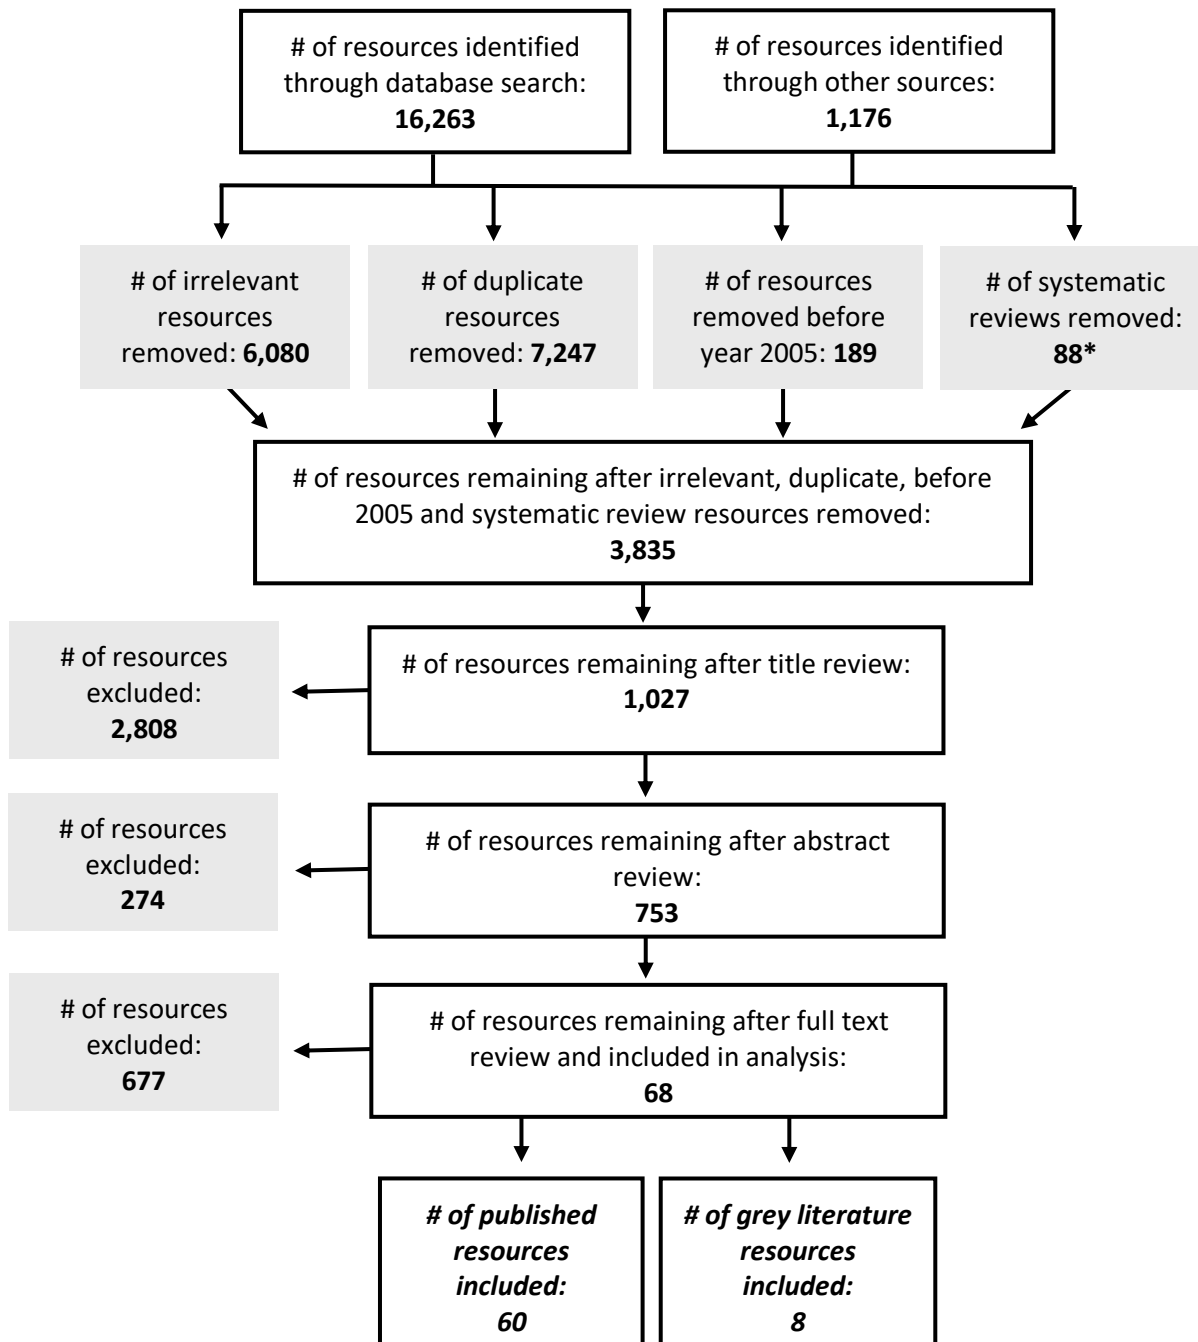 # of resources identified
through database search:
16,263
# of resources identified
through other sources:
1,176
# of irrelevant
resources
removed: 6,080
# of duplicate
resources
removed: 7,247
# of resources
removed before
year 2005: 189
# of systematic
reviews removed:
88*
# of resources remaining after irrelevant, duplicate, before
2005 and systematic review resources removed:
3,835
# of resources
excluded:
2,808
# of resources remaining after title review:
1,027
# of resources
excluded:
274
# of resources remaining after abstract
review:
753
# of resources
excluded:
677
# of resources remaining after full text
review and included in analysis:
68
# of published
resources
included:
60
# of grey literature
resources
included:
8